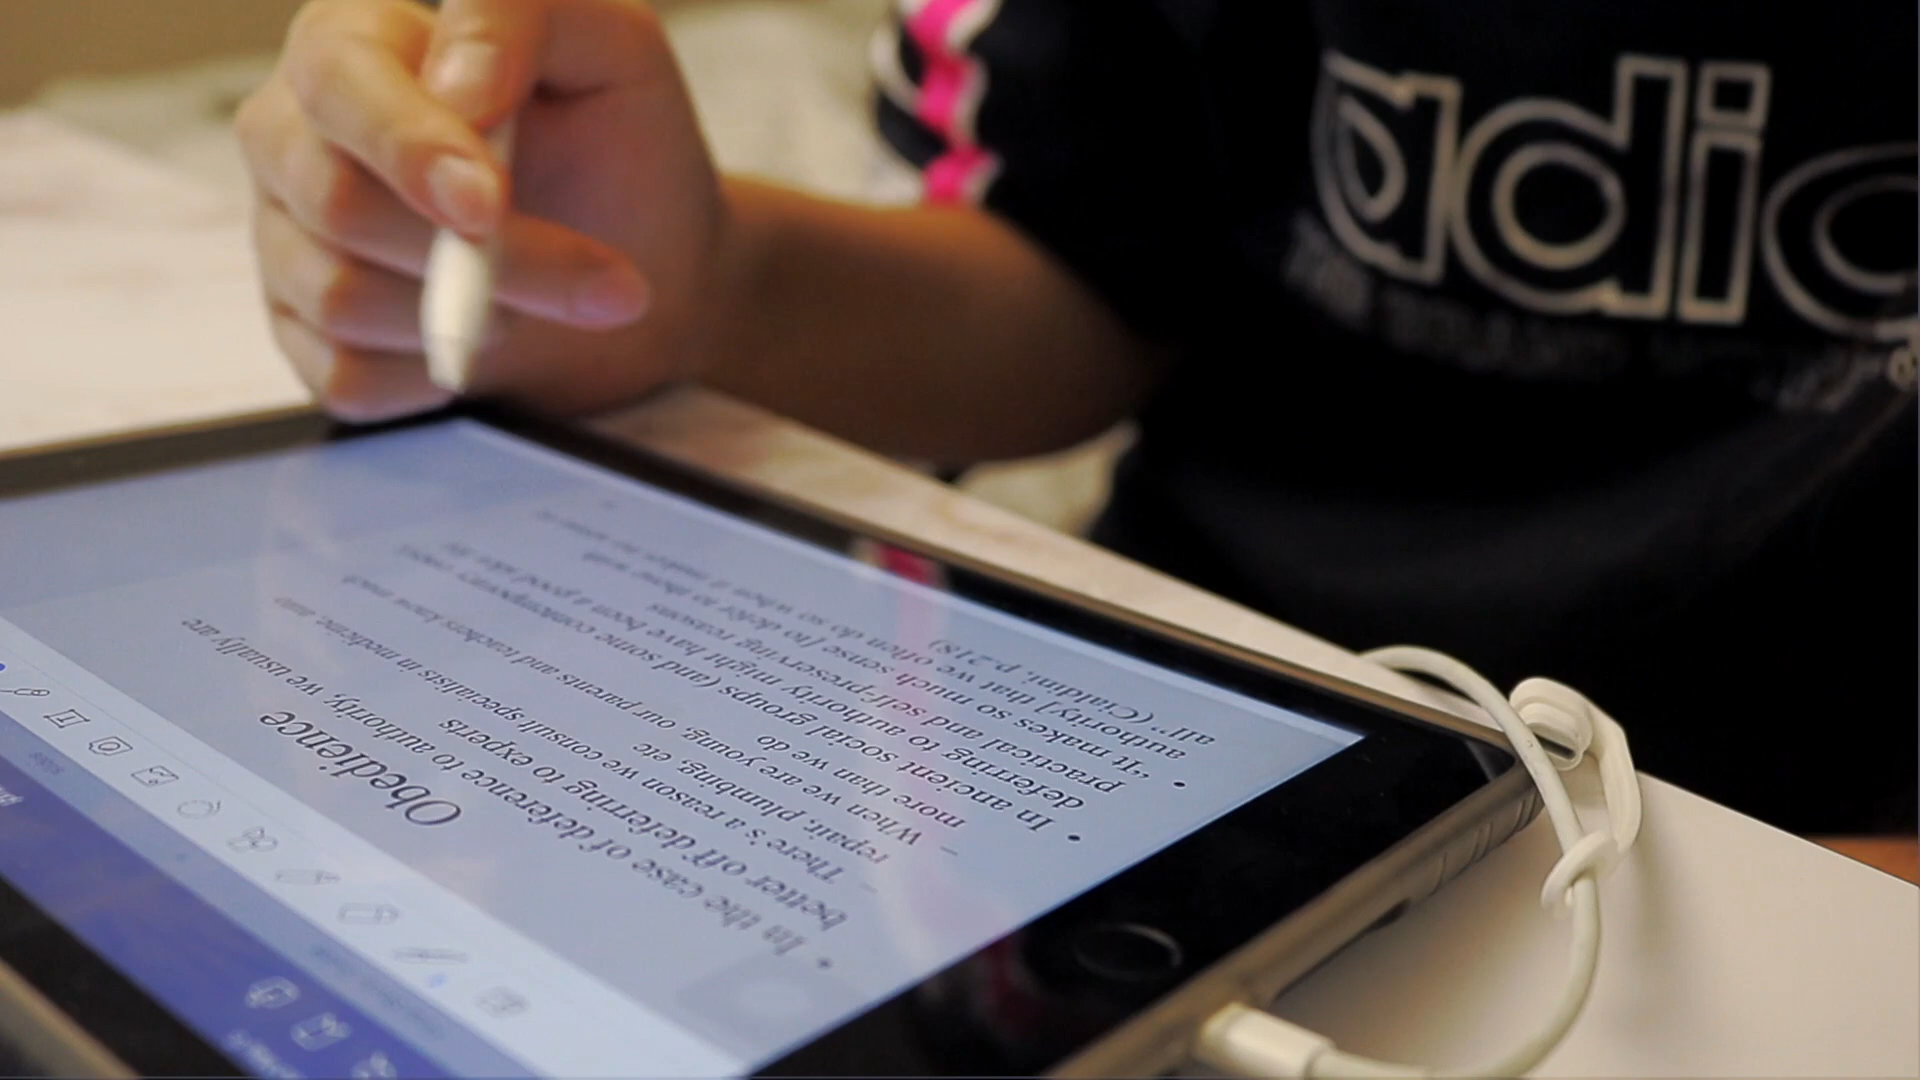 adi
Obedience
• In the case of deference to authority, we usually are
better off deferring to experts
– There's a reason we consult specialists in medicine, auto
repair, plumbing, etc
– When we are young, our parents and teachers know much
more than we do
• In ancient social groups (and some contemporary ones)
deferring to authority might have been a good idea for
practical and self-preserving reasons
• "It makes so much sense [to defer to those with
authority] that we often do so when it makes no sense at
all" (Cialdini, p.218)